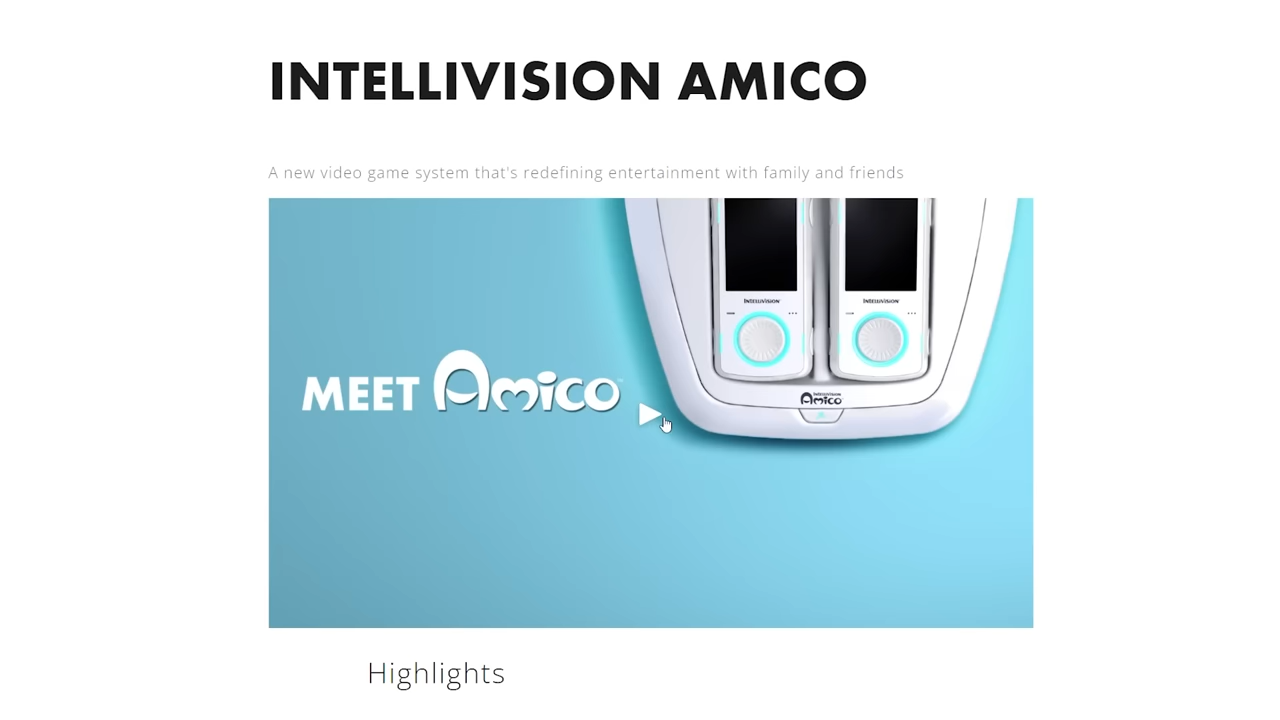 INTELLIVISION AMICO
A new video game system that's redefining entertainment with family and friends
INTELLIVISION
INTELLIVISION
MEET Amico™
Intellivision
Amico
Highlights